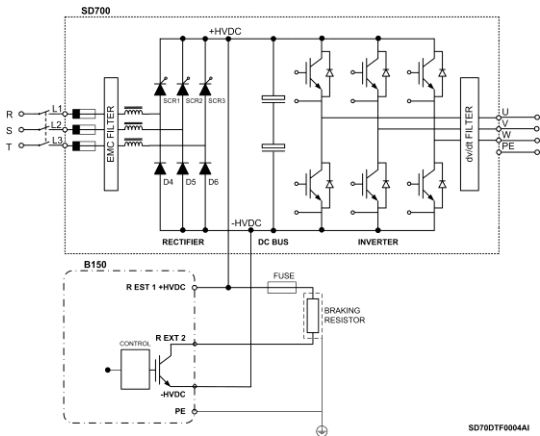 SD700
+HVDC
R
S
T
L1
L2
L3
EMC FILTER
SCR1
SCR2
SCR3
D4
D5
D6
-HVDC
RECTIFIER
DC BUS
INVERTER
dv/dt FILTER
U
V
W
PE
B150
R EST 1 +HVDC
FUSE
BRAKING
RESISTOR
R EXT 2
CONTROL
-HVDC
PE
SD70DTF0004AI